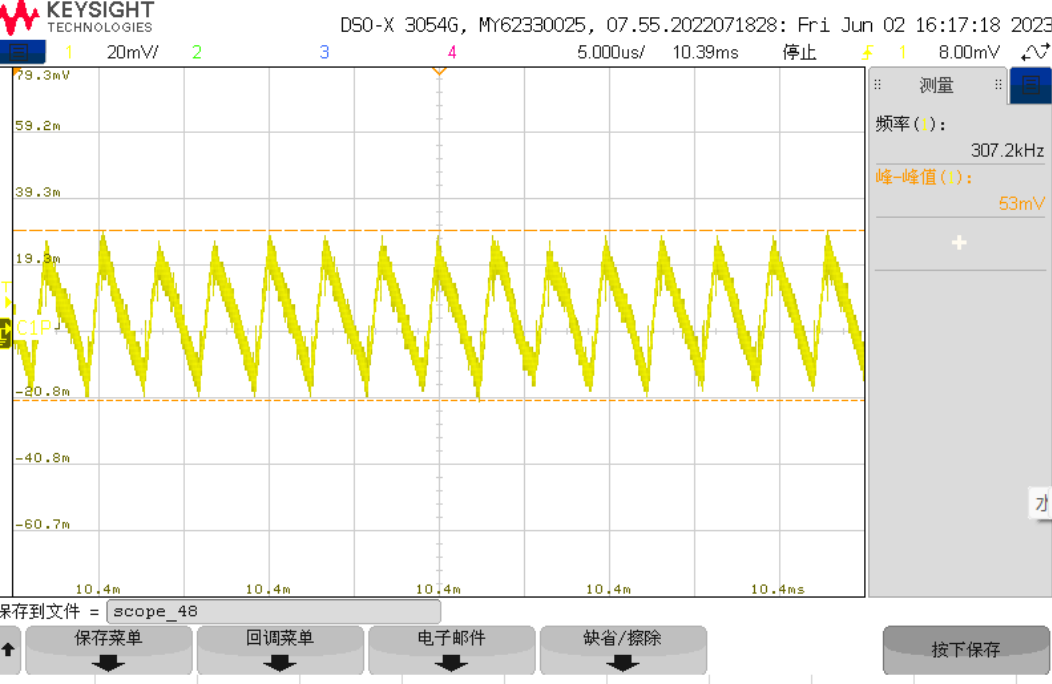 KEYSIGHT
TECHNOLOGIES
DSO-X 3054G, MY62330025, 07.55.2022071828: Fri Jun 02 16:17:18 2023
1 20mV/ 2 3 4 5.000us/ 10.39ms 停止 1 8.00mV
79.3mV
测量
59.2m
频率(1):
307.2kHz
峰-峰值(1):
53mV
39.3m
+
19.3m
T
C1P
-20.8m
-40.8m
-60.7m
10.4m 10.4m 10.4m 10.4m 10.4ms
保存到文件 = scope_48
保存菜单 回调菜单 电子邮件 缺省/擦除 按下保存